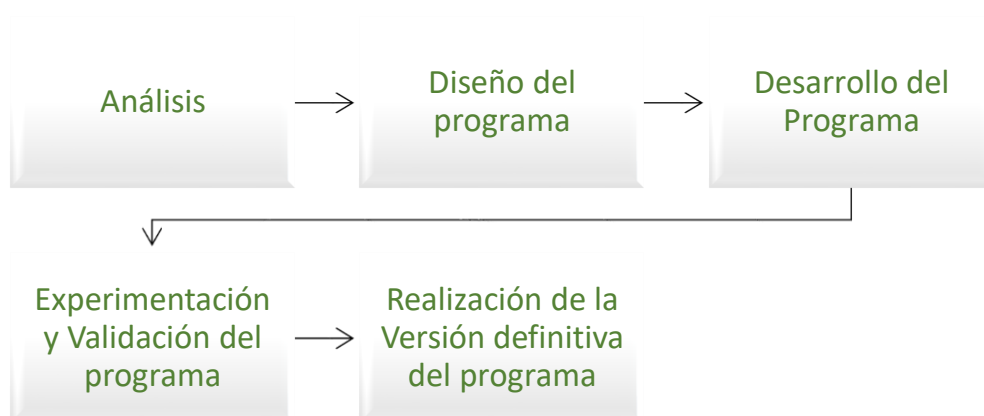 Análisis
Diseño del
programa
Desarrollo del
Programa
Experimentación
y Validación del
programa
Realización de la
Versión definitiva
del programa